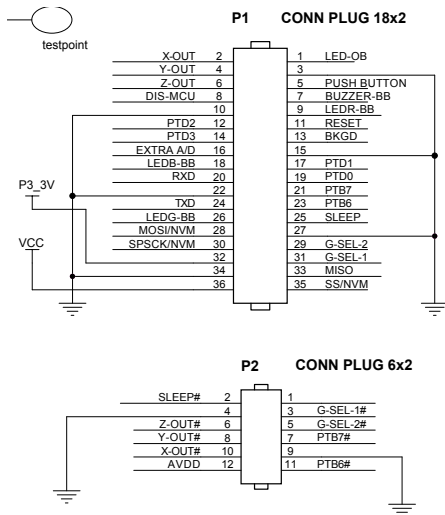 P1 CONN PLUG 18x2
testpoint
X-OUT 2 1 LED-OB
Y-OUT 4 3
Z-OUT 6 5 PUSH BUTTON
DIS-MCU 8 7 BUZZER-BB
10 9 LEDR-BB
PTD2 12 11 RESET
PTD3 14 13 BKGD
EXTRA A/D 16 15
LEDB-BB 18 17 PTD1
RXD 20 19 PTD0
P3_3V 22 21 PTB7
TXD 24 23 PTB6
LEDG-BB 26 25 SLEEP
MOSI/NVM 28 27
VCC SPSCK/NVM 30 29 G-SEL-2
32 31 G-SEL-1
34 33 MISO
36 35 SS/NVM
P2 CONN PLUG 6x2
SLEEP# 2 1
4 3 G-SEL-1#
Z-OUT# 6 5 G-SEL-2#
Y-OUT# 8 7 PTB7#
X-OUT# 10 9
AVDD 12 11 PTB6#